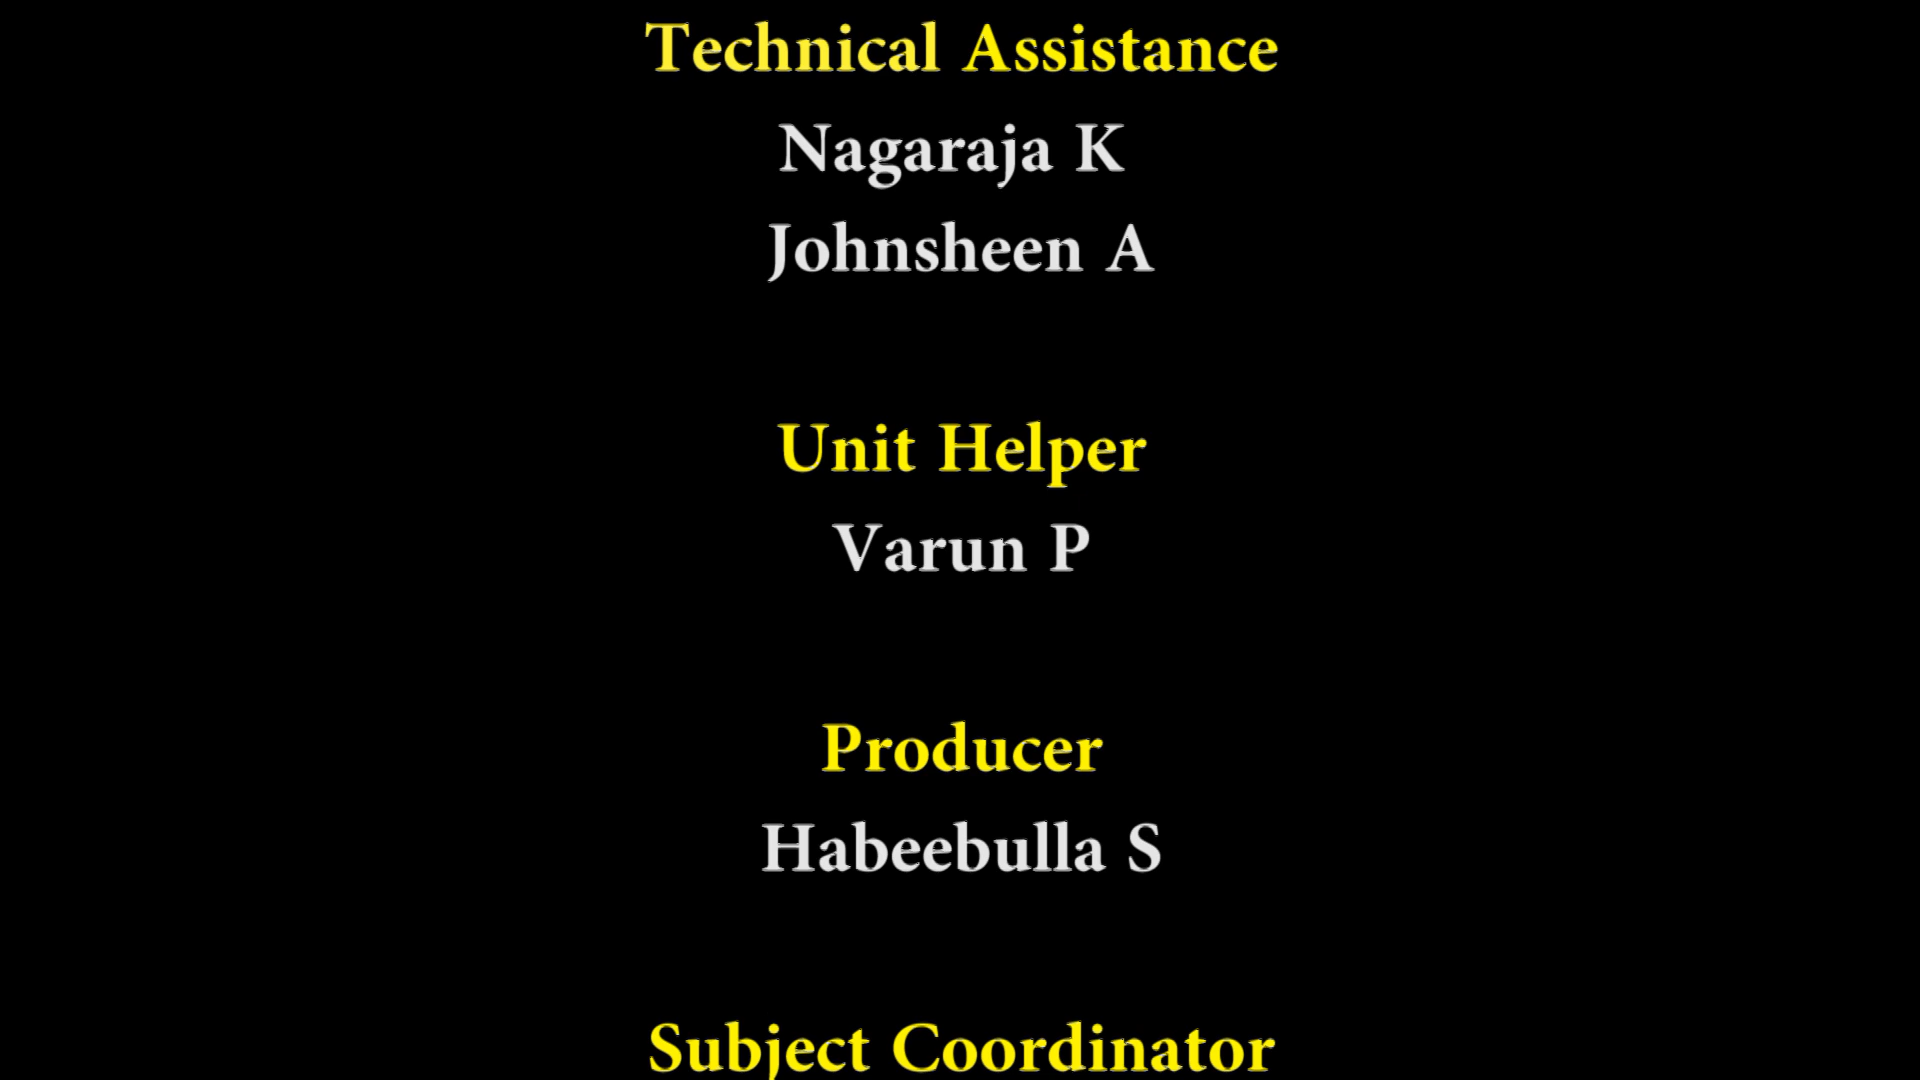 Technical Assistance
Nagaraja K
Johnsheen A
Unit Helper
Varun P
Producer
Habeebulla S
Subject Coordinator